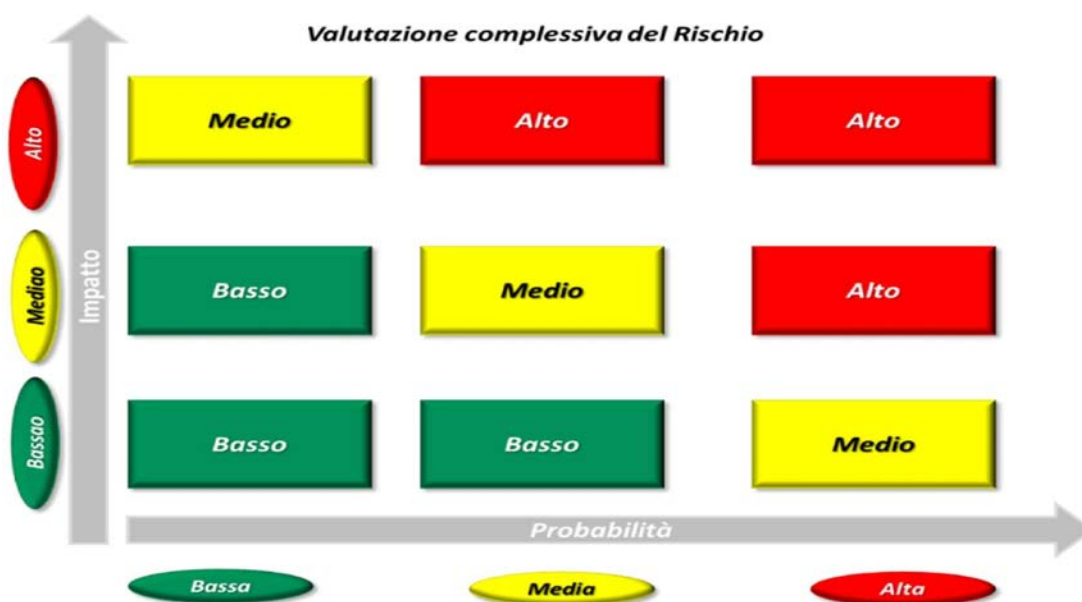 Valutazione complessiva del Rischio
Alto
Medio
Alto
Alto
Impatto
Mediao
Basso
Medio
Alto
Bassao
Basso
Basso
Medio
Probabilità
Bassa
Media
Alta